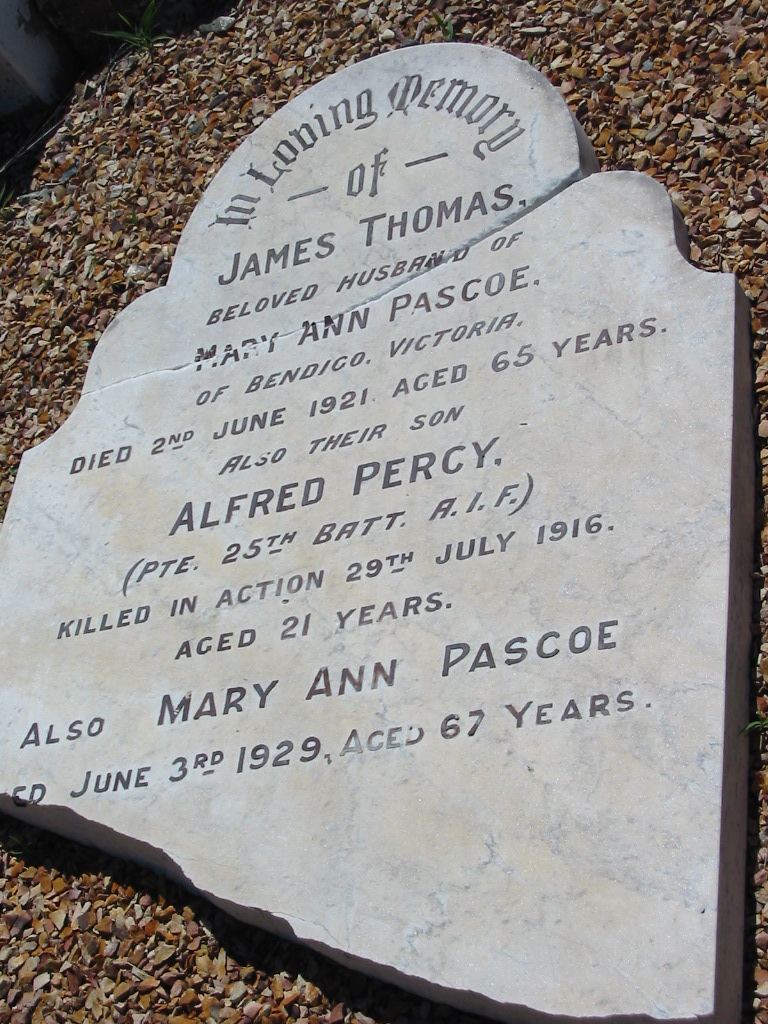 In Loving Memory
— of —
JAMES THOMAS,
BELOVED HUSBAND OF
MARY ANN PASCOE,
OF BENDIGO, VICTORIA,
DIED 2ND JUNE 1921. AGED 65 YEARS.
ALSO THEIR SON
ALFRED PERCY,
(PTE. 25TH BATT. A.I.F.)
KILLED IN ACTION 29TH JULY 1916.
AGED 21 YEARS.
ALSO MARY ANN PASCOE
ED JUNE 3RD 1929, AGED 67 YEARS.